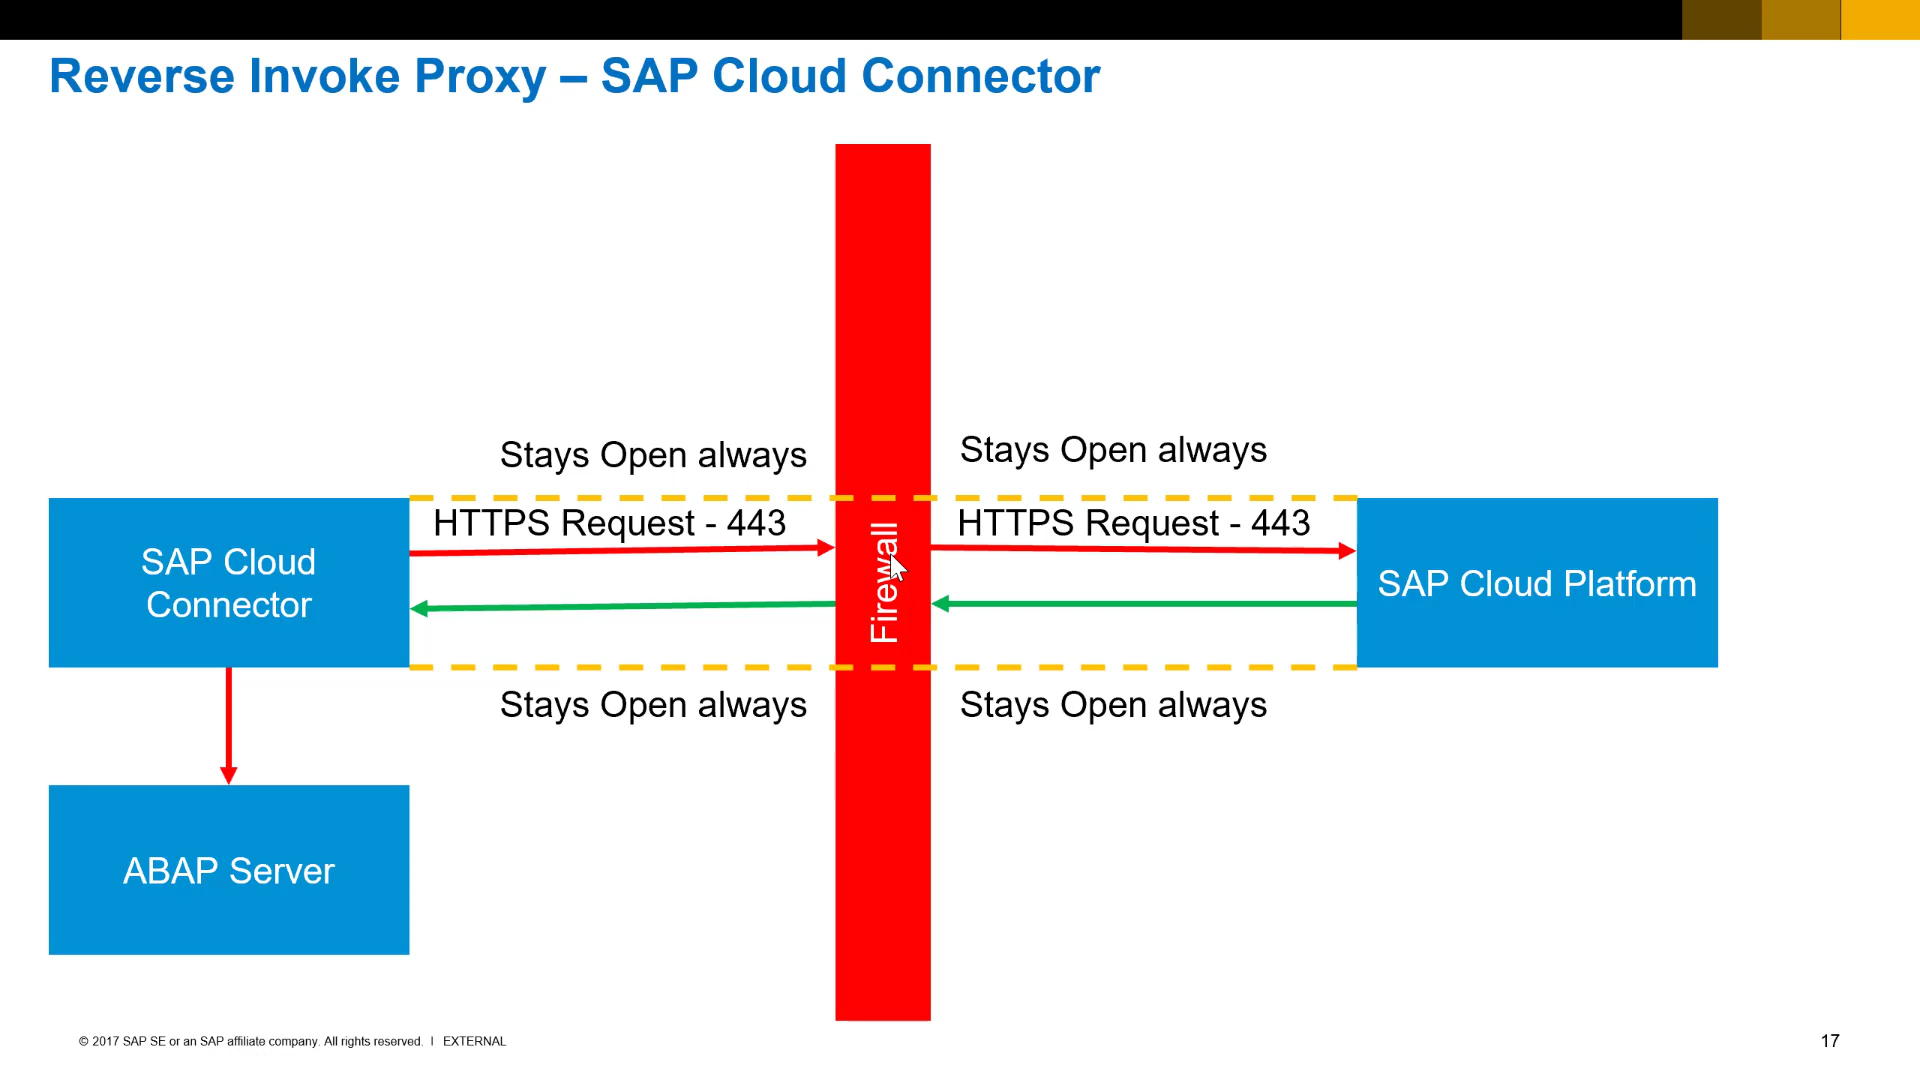 Reverse Invoke Proxy – SAP Cloud Connector
Stays Open always
Stays Open always
HTTPS Request - 443
HTTPS Request - 443
SAP Cloud
Connector
Firewall
SAP Cloud Platform
Stays Open always
Stays Open always
ABAP Server
© 2017 SAP SE or an SAP affiliate company. All rights reserved. I EXTERNAL
17